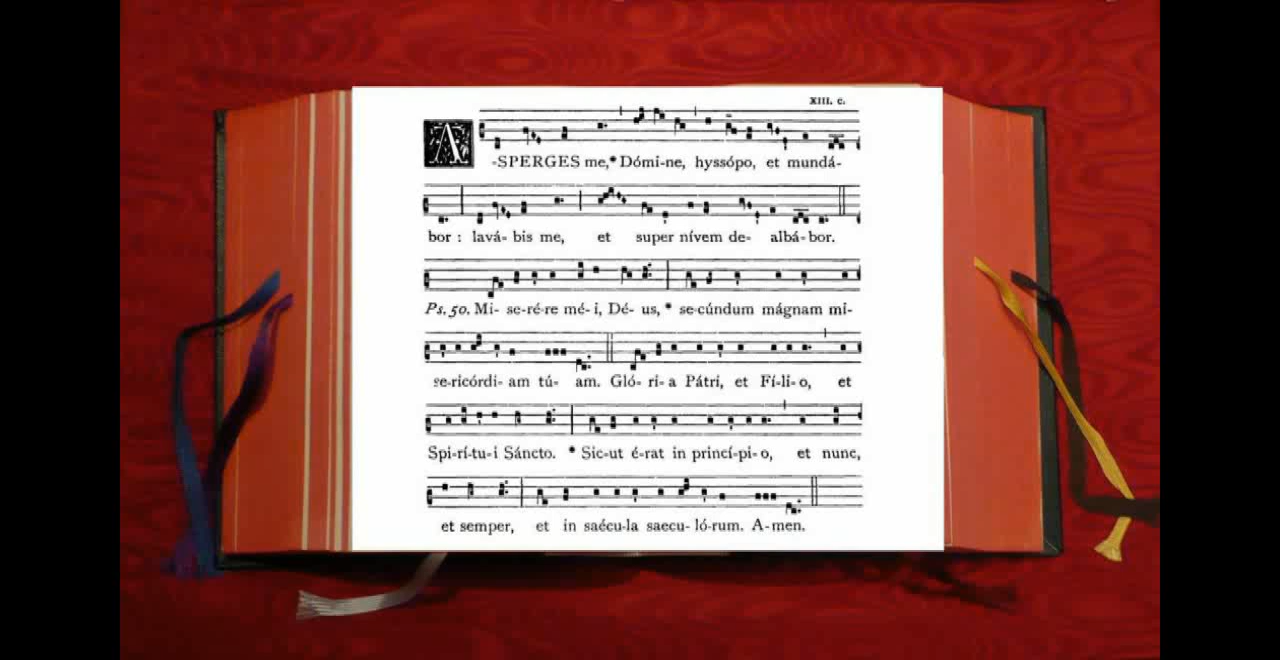 XIII. c.
A-SPERGES me,* Dómi-ne, hyssópo, et mundá-
bor : lavá- bis me, et super nívem de- albá-bor.
Ps. 50. Mi- se-ré-re mé- i, Dé- us, * se-cúndum mágnam mi-
se-ricórdi- am tú- am. Gló- ri- a Pátri, et Fí-li- o, et
Spi-rí-tu-i Sáncto. * Sic-ut é-rat in princí-pi- o, et nunc,
et semper, et in saécu-la saecu- ló-rum. A-men.